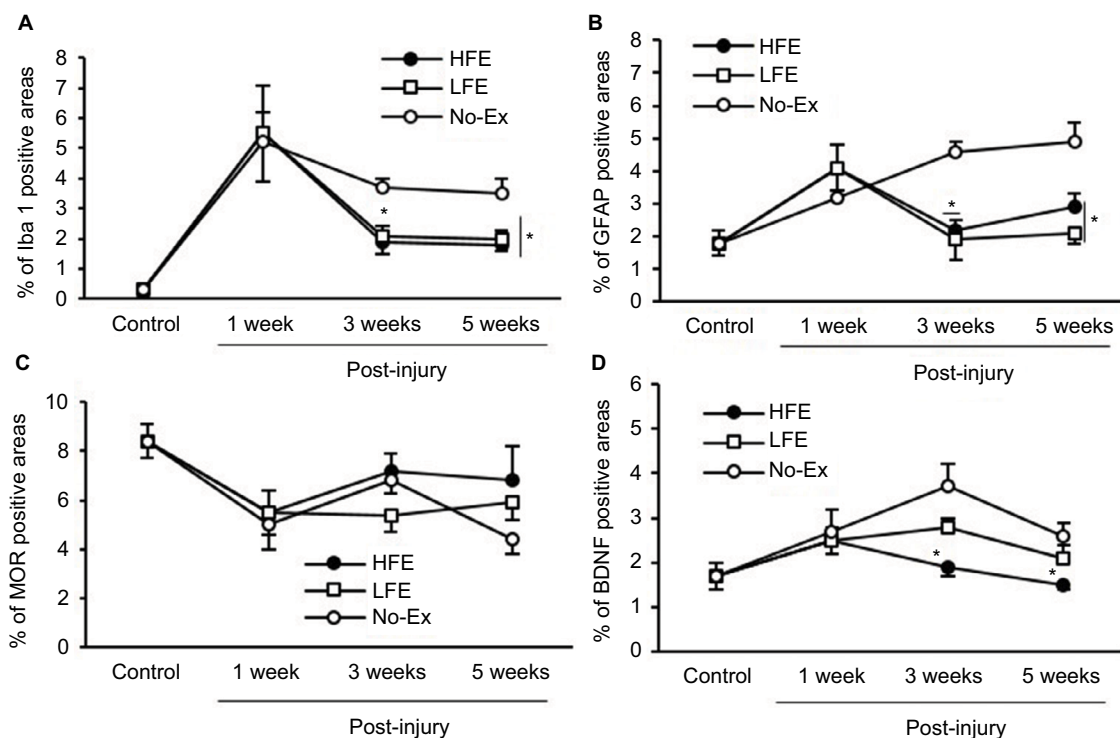 A
% of Iba 1 positive areas
8
7
6
5
4
3
2
1
0
HFE
LFE
No-Ex
*
*
Control 1 week 3 weeks 5 weeks
Post-injury
B
% of GFAP positive areas
8
7
6
5
4
3
2
1
0
HFE
LFE
No-Ex
*
*
Control 1 week 3 weeks 5 weeks
Post-injury
C
% of MOR positive areas
10
8
6
4
2
0
HFE
LFE
No-Ex
Control 1 week 3 weeks 5 weeks
Post-injury
D
% of BDNF positive areas
6
5
4
3
2
1
0
HFE
LFE
No-Ex
*
*
Control 1 week 3 weeks 5 weeks
Post-injury